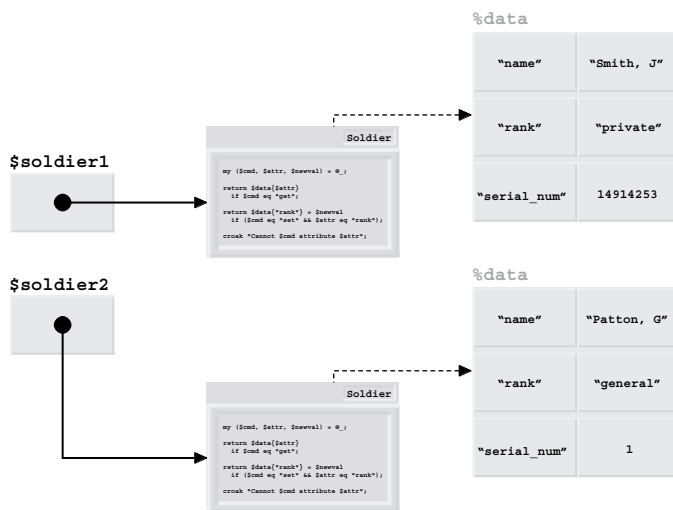 %data
“name” “Smith, J”
“rank” “private”
“serial_num” 14914253
$soldier1
Soldier
my ($cmd, $attr, $newval) = @_;
return $data{$attr}
if $cmd eq "get";
return $data{"rank"} = $newval
if ($cmd eq "set" && $attr eq "rank");
croak "Cannot $cmd attribute $attr";
%data
“name” “Patton, G”
“rank” “general”
“serial_num” 1
$soldier2
Soldier
my ($cmd, $attr, $newval) = @_;
return $data{$attr}
if $cmd eq "get";
return $data{"rank"} = $newval
if ($cmd eq "set" && $attr eq "rank");
croak "Cannot $cmd attribute $attr";